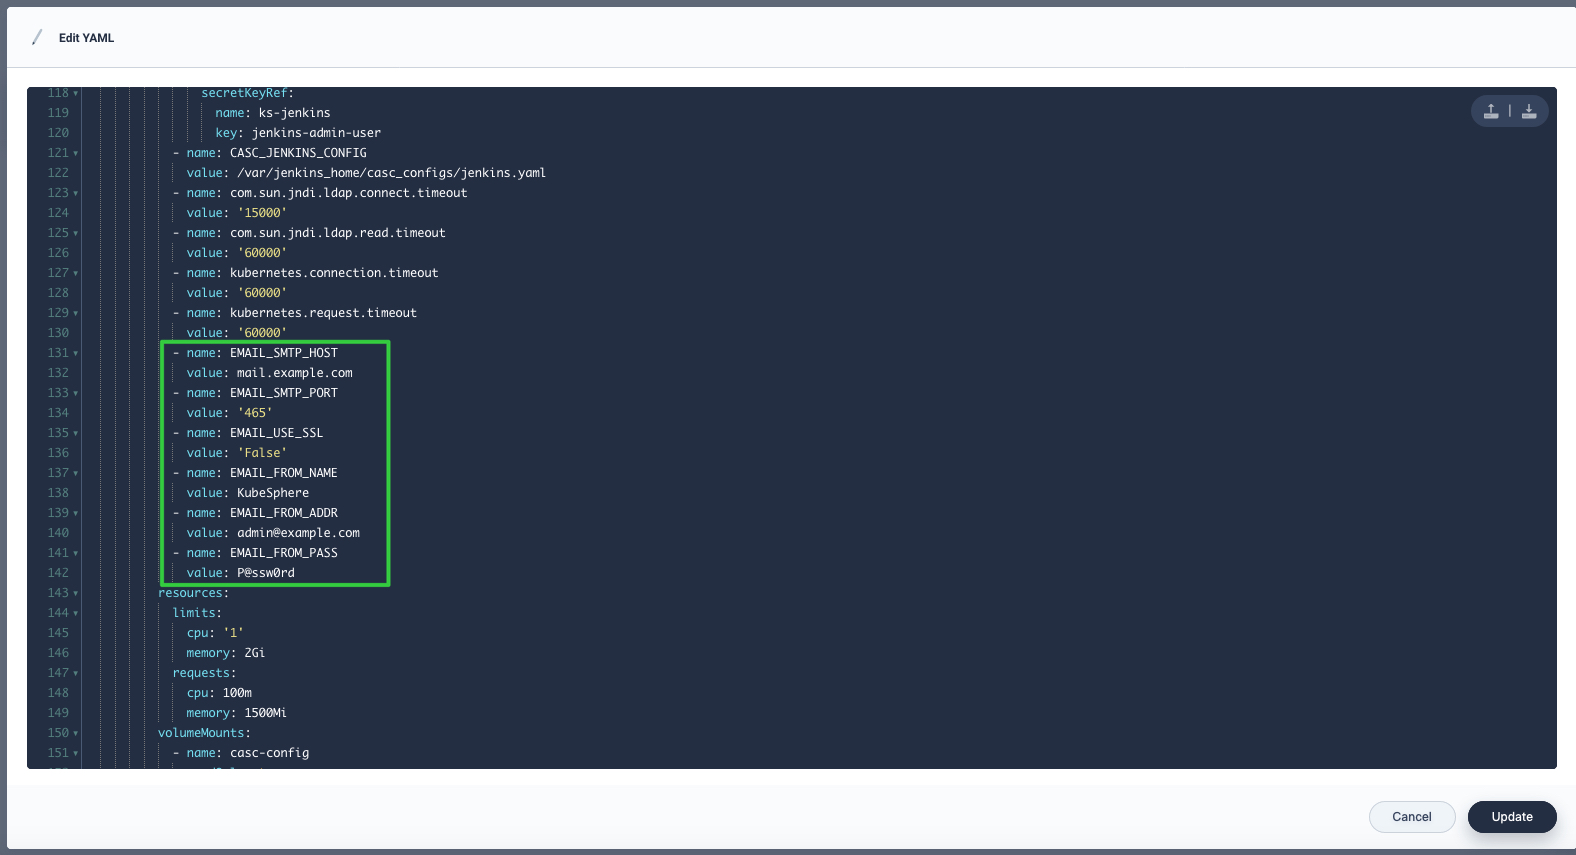 Edit YAML
118 secretKeyRef:
119 name: ks-jenkins
120 key: jenkins-admin-user
121 - name: CASC_JENKINS_CONFIG
122 value: /var/jenkins_home/casc_configs/jenkins.yaml
123 - name: com.sun.jndi.ldap.connect.timeout
124 value: '15000'
125 - name: com.sun.jndi.ldap.read.timeout
126 value: '60000'
127 - name: kubernetes.connection.timeout
128 value: '60000'
129 - name: kubernetes.request.timeout
130 value: '60000'
131 - name: EMAIL_SMTP_HOST
132 value: mail.example.com
133 - name: EMAIL_SMTP_PORT
134 value: '465'
135 - name: EMAIL_USE_SSL
136 value: 'False'
137 - name: EMAIL_FROM_NAME
138 value: KubeSphere
139 - name: EMAIL_FROM_ADDR
140 value: admin@example.com
141 - name: EMAIL_FROM_PASS
142 value: P@ssw0rd
143 resources:
144 limits:
145 cpu: '1'
146 memory: 2Gi
147 requests:
148 cpu: 100m
149 memory: 1500Mi
150 volumeMounts:
151 - name: casc-config
Cancel
Update